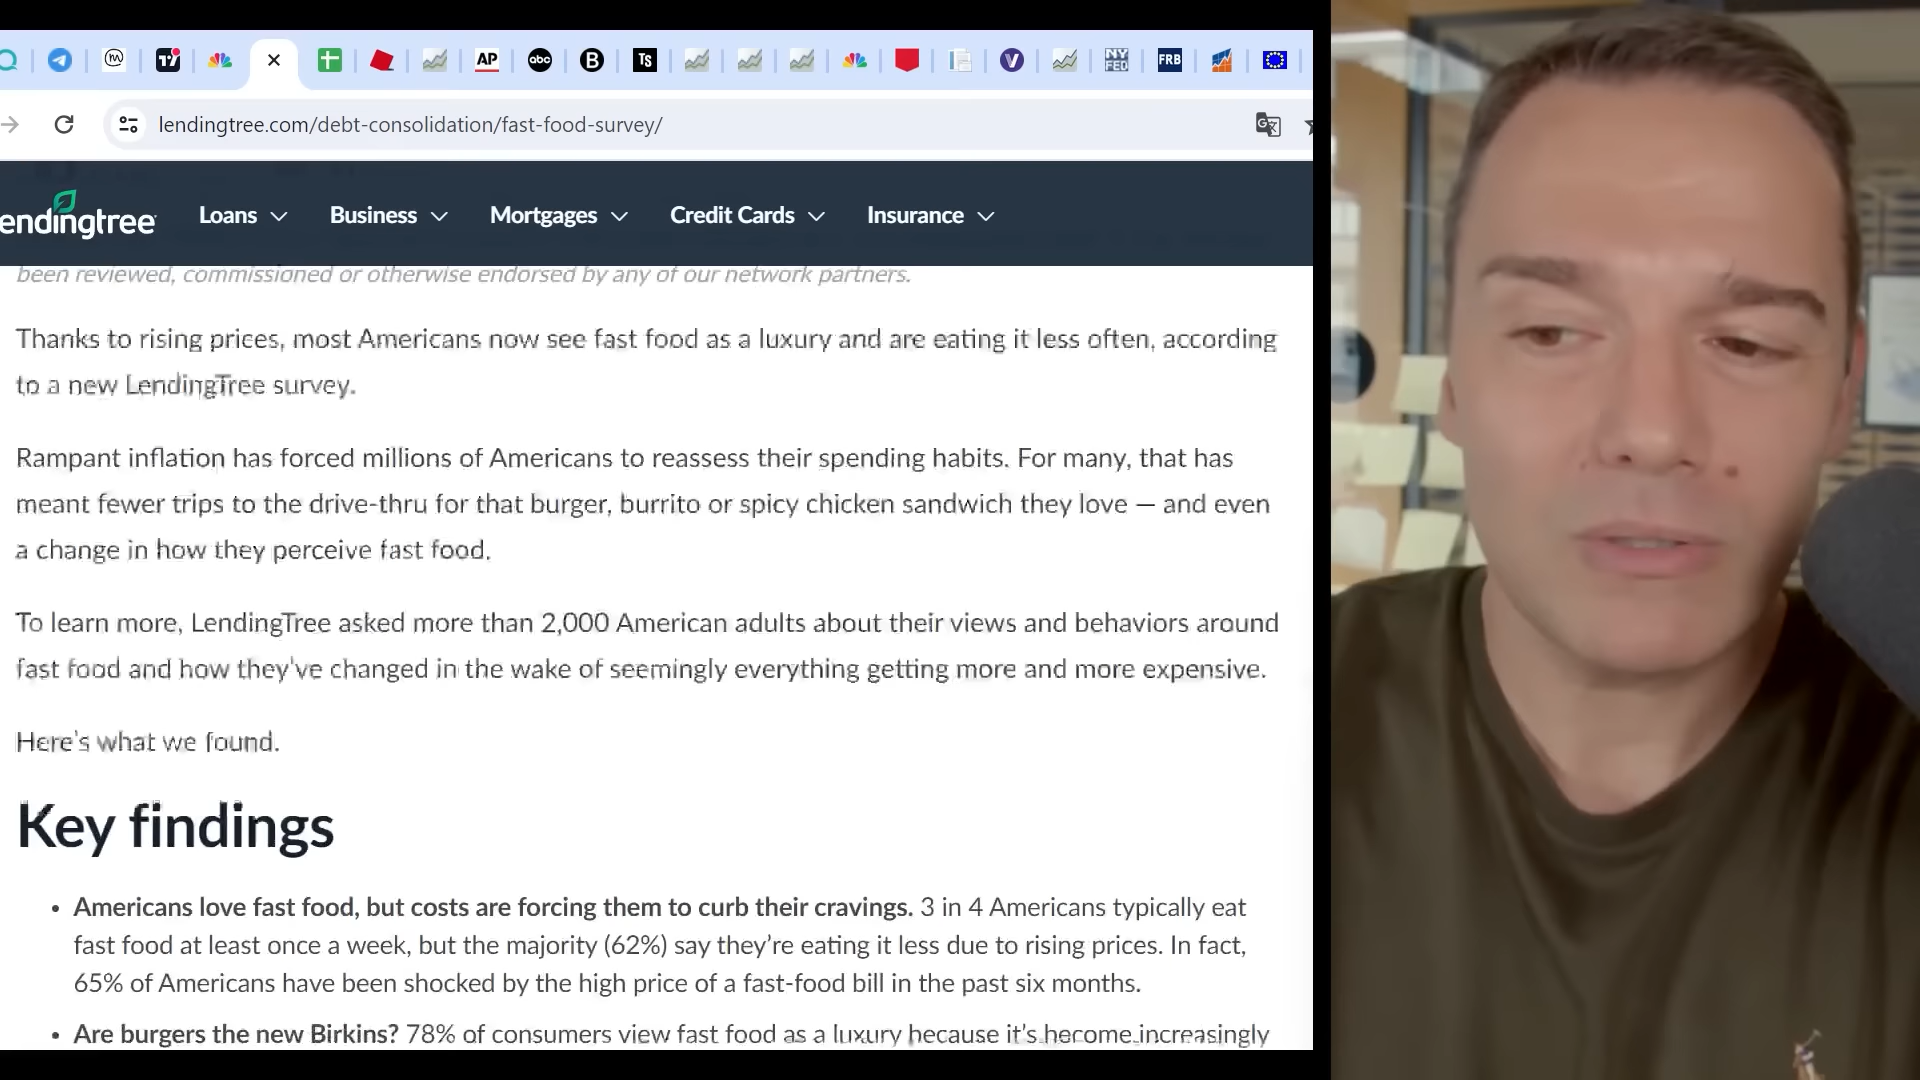 AP
abc
B
TS
V
NY
FED
FRB
lendingtree.com/debt-consolidation/fast-food-survey/
endingtree
Loans
Business
Mortgages
Credit Cards
Insurance
been reviewed, commissioned or otherwise endorsed by any of our network partners.
Thanks to rising prices, most Americans now see fast food as a luxury and are eating it less often, according
to a new LendingTree survey.
Rampant inflation has forced millions of Americans to reassess their spending habits. For many, that has
meant fewer trips to the drive-thru for that burger, burrito or spicy chicken sandwich they love — and even
a change in how they perceive fast food.
To learn more, LendingTree asked more than 2,000 American adults about their views and behaviors around
fast food and how they've changed in the wake of seemingly everything getting more and more expensive.
Here's what we found.
Key findings
• Americans love fast food, but costs are forcing them to curb their cravings. 3 in 4 Americans typically eat
fast food at least once a week, but the majority (62%) say they're eating it less due to rising prices. In fact,
65% of Americans have been shocked by the high price of a fast-food bill in the past six months.
• Are burgers the new Birkins? 78% of consumers view fast food as a luxury because it's become increasingly